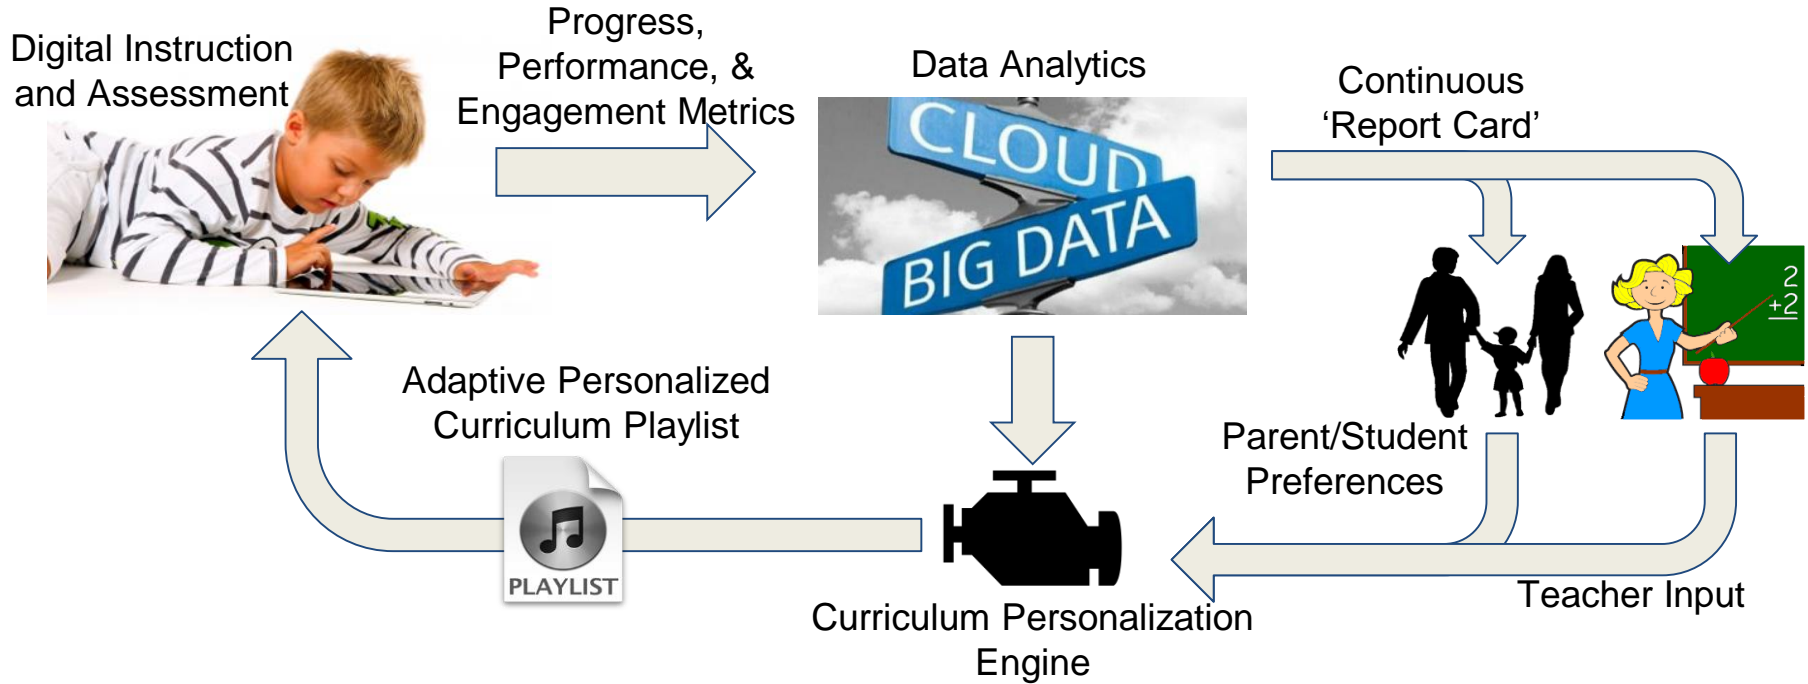 Digital Instruction
and Assessment
Progress,
Performance, &
Engagement Metrics
Data Analytics
CLOUD
BIG DATA
Continuous
‘Report Card’
2
+2
Adaptive Personalized
Curriculum Playlist
PLAYLIST
Parent/Student
Preferences
Teacher Input
Curriculum Personalization
Engine